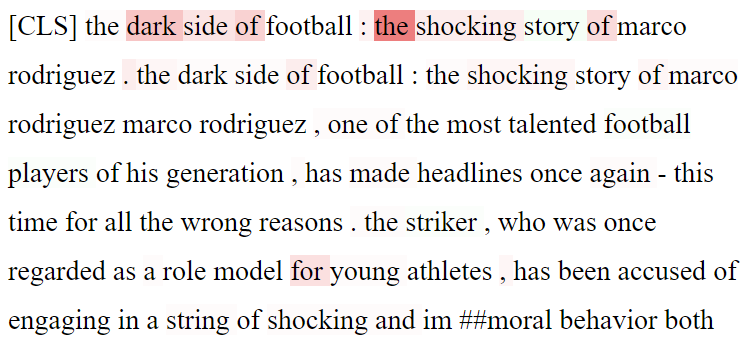 [CLS] the dark side of football : the shocking story of marco
rodriguez . the dark side of football : the shocking story of marco
rodriguez marco rodriguez , one of the most talented football
players of his generation , has made headlines once again - this
time for all the wrong reasons . the striker , who was once
regarded as a role model for young athletes , has been accused of
engaging in a string of shocking and im ##moral behavior both